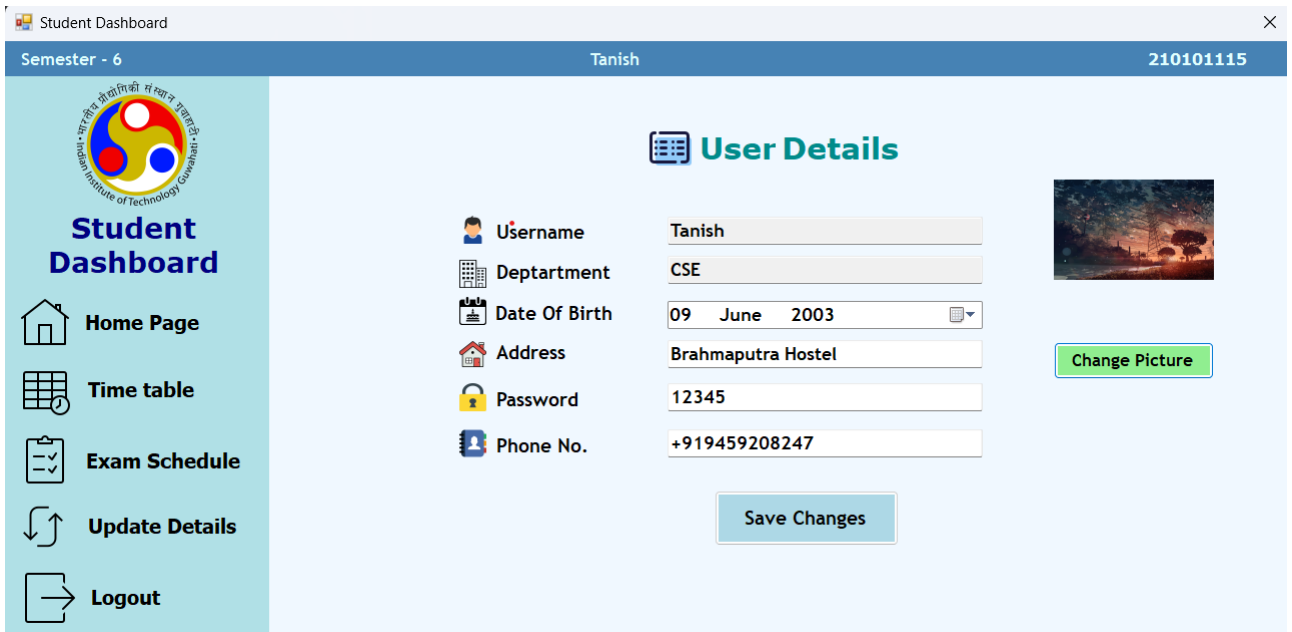 Student Dashboard
Semester - 6
Tanish
210101115
भारतीय प्रौद्योगिकी संस्थान गुवाहाटी
Indian Institute of Technology Guwahati
Student
Dashboard
Home Page
Time table
Exam Schedule
Update Details
Logout
User Details
Username
Tanish
Deptartment
CSE
Date Of Birth
09 June 2003
Address
Brahmaputra Hostel
Password
12345
Phone No.
+919459208247
Save Changes
Change Picture